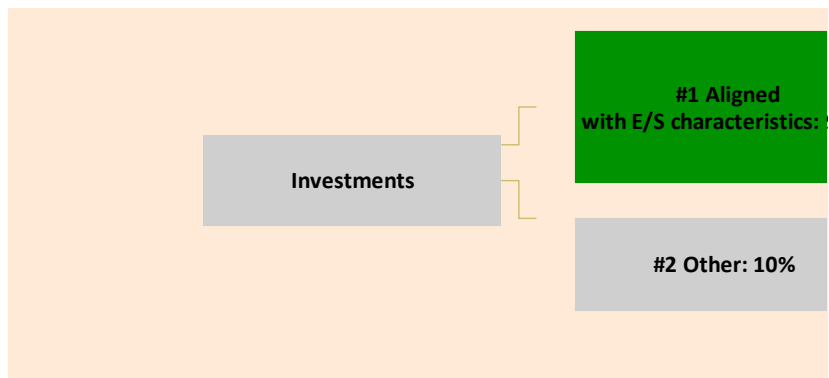 #1 Aligned
with E/S characteristics:
Investments
#2 Other: 10%